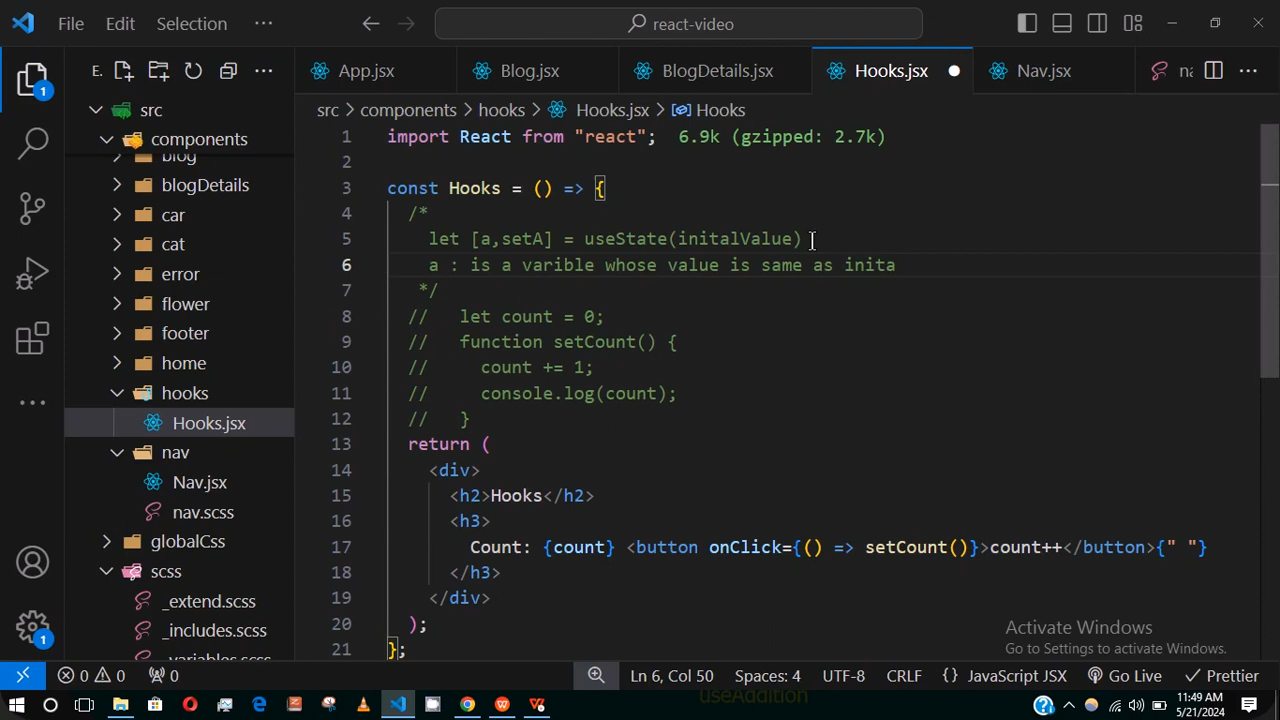 File Edit Selection ··· react-video
E. ···
App.jsx Blog.jsx BlogDetails.jsx Hooks.jsx Nav.jsx na ···
src > components > hooks > Hooks.jsx > Hooks
src
components
blog
blogDetails
car
cat
error
flower
footer
home
hooks
Hooks.jsx
nav
Nav.jsx
nav.scss
globalCss
scss
_extend.scss
_includes.scss
_variables.scss
1
1
1 import React from "react"; 6.9k (gzipped: 2.7k)
2
3 const Hooks = () => {
4 /*
5 let [a,setA] = useState(initalValue)
6 a : is a varible whose value is same as inita
7 */
8 // let count = 0;
9 // function setCount() {
10 // count += 1;
11 // console.log(count);
12 // }
13 return (
14 <div>
15 <h2>Hooks</h2>
16 <h3>
17 Count: {count} <button onClick={() => setCount()}>count++</button>{" "}
18 </h3>
19 </div>
20 );
21 };
Activate Windows
Go to Settings to activate Windows.
0 0 0 Ln 6, Col 50 Spaces: 4 UTF-8 CRLF {} JavaScript JSX Go Live Prettier
useAddition
11:49 AM
5/21/2024